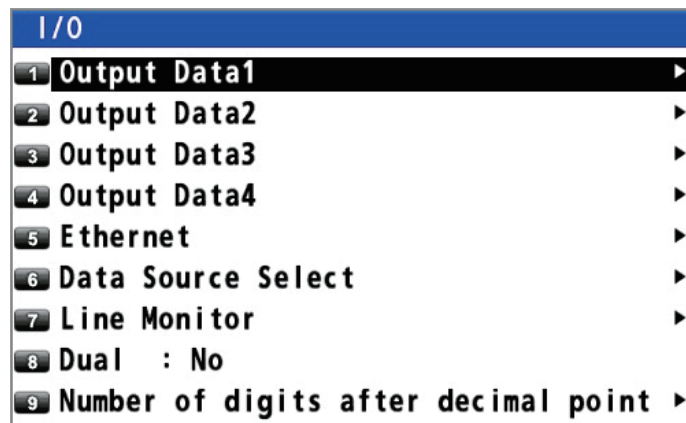 I/O
1 Output Data1 ▶
2 Output Data2 ▶
3 Output Data3 ▶
4 Output Data4 ▶
5 Ethernet ▶
6 Data Source Select ▶
7 Line Monitor ▶
8 Dual : No
9 Number of digits after decimal point ▶